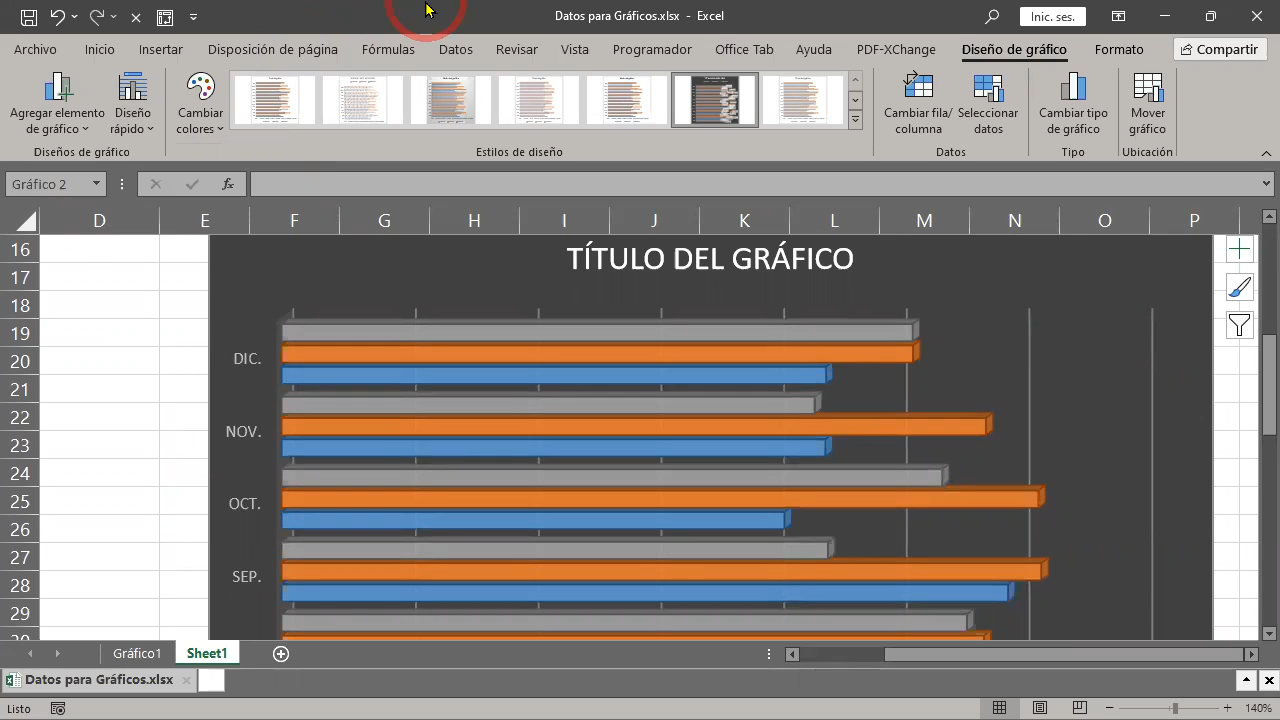 Datos para Gráficos.xlsx - Excel
Inic. ses.
Archivo Inicio Insertar Disposición de página Fórmulas Datos Revisar Vista Programador Office Tab Ayuda PDF-XChange Diseño de gráfico Formato Compartir
Agregar elemento de gráfico
Diseño rápido
Cambiar colores
Cambiar fila/columna
Seleccionar datos
Cambiar tipo de gráfico
Mover gráfico
Diseños de gráfico Estilos de diseño Datos Tipo Ubicación
Gráfico 2 fx
D E F G H I J K L M N O P
16
17
18
19
20
21
22
23
24
25
26
27
28
29
TÍTULO DEL GRÁFICO
DIC.
NOV.
OCT.
SEP.
Gráfico1 Sheet1
Datos para Gráficos.xlsx
Listo 140%